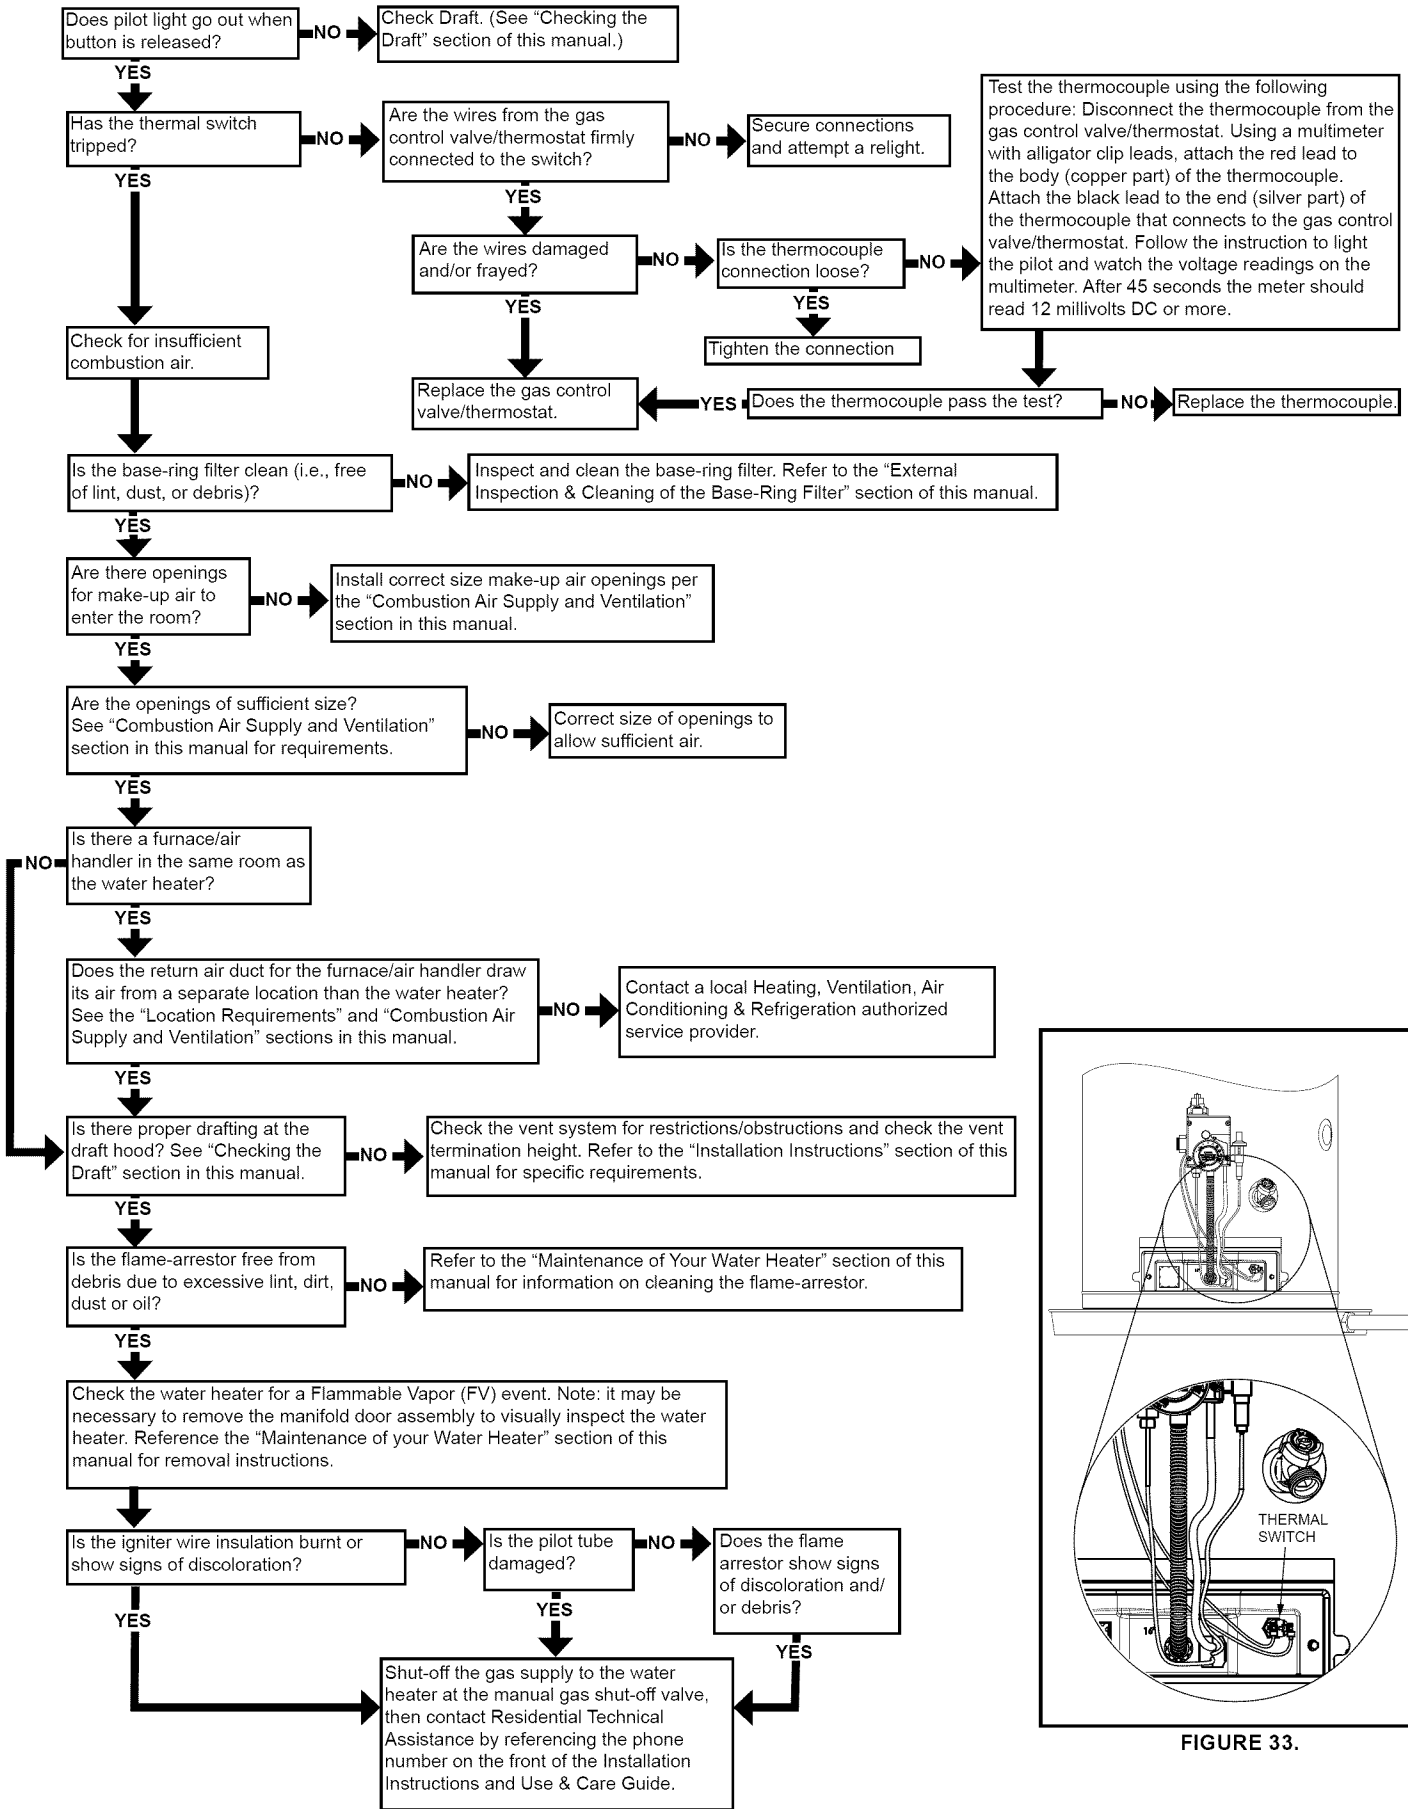 Does pilot light go out when
button is released?
NO
Check Draft. (See “Checking the
Draft” section of this manual.)
YES
Has the thermal switch
tripped?
NO
Are the wires from the gas
control valve/thermostat firmly
connected to the switch?
NO
Secure connections
and attempt a relight.
YES
Are the wires damaged
and/or frayed?
NO
Is the thermocouple
connection loose?
NO
Test the thermocouple using the following
procedure: Disconnect the thermocouple from the
gas control valve/thermostat. Using a multimeter
with alligator clip leads, attach the red lead to
the body (copper part) of the thermocouple.
Attach the black lead to the end (silver part) of
the thermocouple that connects to the gas control
valve/thermostat. Follow the instruction to light
the pilot and watch the voltage readings on the
multimeter. After 45 seconds the meter should
read 12 millivolts DC or more.
YES
Tighten the connection
YES
Replace the gas control
valve/thermostat.
YES
Does the thermocouple pass the test?
NO
Replace the thermocouple.
YES
Check for insufficient
combustion air.
Is the base-ring filter clean (i.e., free
of lint, dust, or debris)?
NO
Inspect and clean the base-ring filter. Refer to the “External
Inspection & Cleaning of the Base-Ring Filter” section of this manual.
YES
Are there openings
for make-up air to
enter the room?
NO
Install correct size make-up air openings per
the “Combustion Air Supply and Ventilation”
section in this manual.
YES
Are the openings of sufficient size?
See “Combustion Air Supply and Ventilation”
section in this manual for requirements.
NO
Correct size of openings to
allow sufficient air.
YES
Is there a furnace/air
handler in the same room as
the water heater?
NO
YES
Does the return air duct for the furnace/air handler draw
its air from a separate location than the water heater?
See the “Location Requirements” and “Combustion Air
Supply and Ventilation” sections in this manual.
NO
Contact a local Heating, Ventilation, Air
Conditioning & Refrigeration authorized
service provider.
YES
Is there proper drafting at the
draft hood? See “Checking the
Draft” section in this manual.
NO
Check the vent system for restrictions/obstructions and check the vent
termination height. Refer to the “Installation Instructions” section of this
manual for specific requirements.
YES
Is the flame-arrestor free from
debris due to excessive lint, dirt,
dust or oil?
NO
Refer to the “Maintenance of Your Water Heater” section of this
manual for information on cleaning the flame-arrestor.
YES
Check the water heater for a Flammable Vapor (FV) event. Note: it may be
necessary to remove the manifold door assembly to visually inspect the water
heater. Reference the “Maintenance of your Water Heater” section of this
manual for removal instructions.
Is the igniter wire insulation burnt or
show signs of discoloration?
NO
Is the pilot tube
damaged?
NO
Does the flame
arrestor show signs
of discoloration and/
or debris?
YES
YES
YES
Shut-off the gas supply to the water
heater at the manual gas shut-off valve,
then contact Residential Technical
Assistance by referencing the phone
number on the front of the Installation
Instructions and Use & Care Guide.
THERMAL
SWITCH
16"
FIGURE 33.